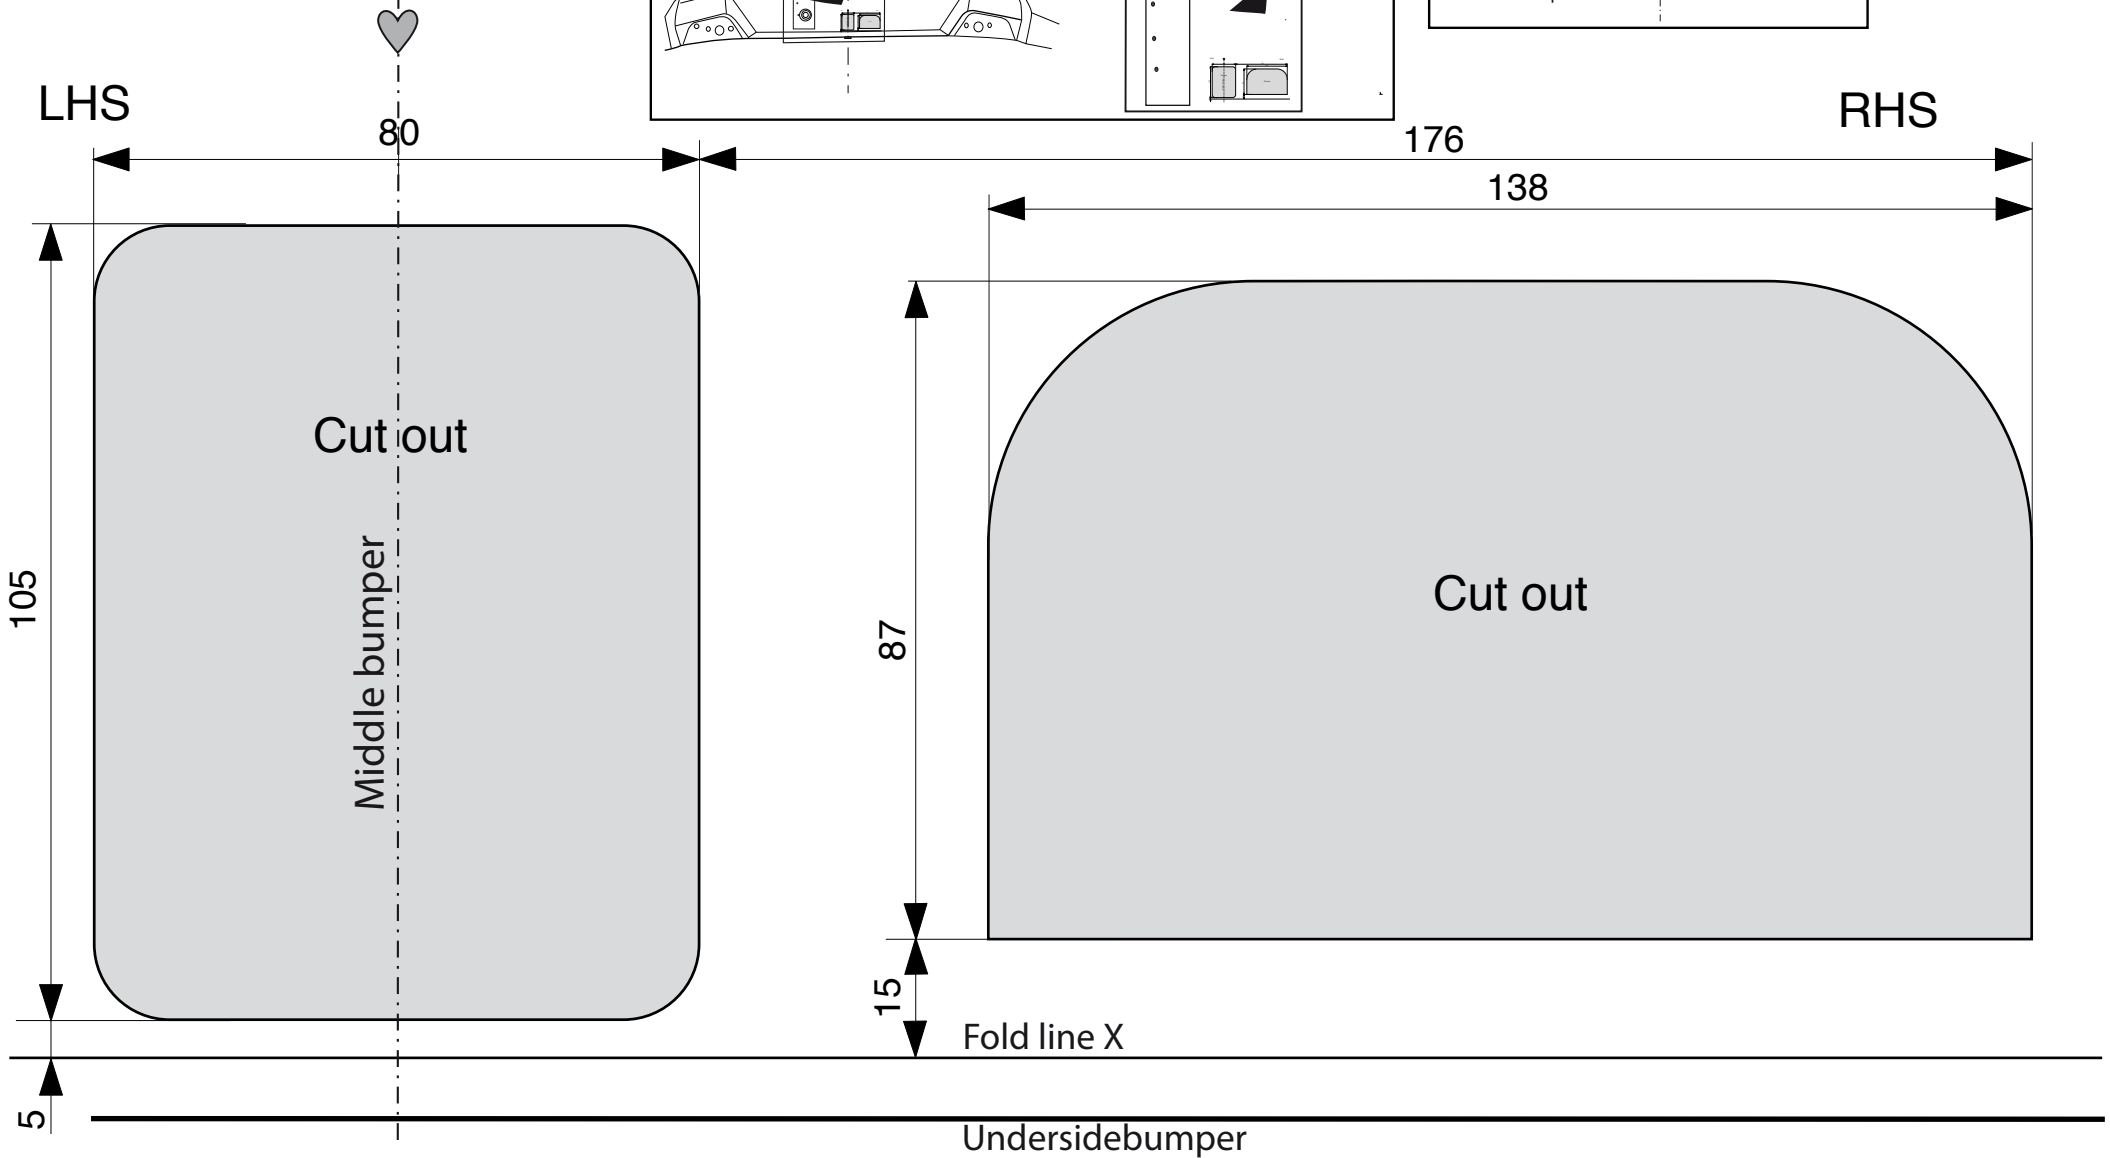 LHS
RHS
80
176
138
Cut out
Cut out
Middle bumper
105
87
15
Fold line X
5
Undersidebumper